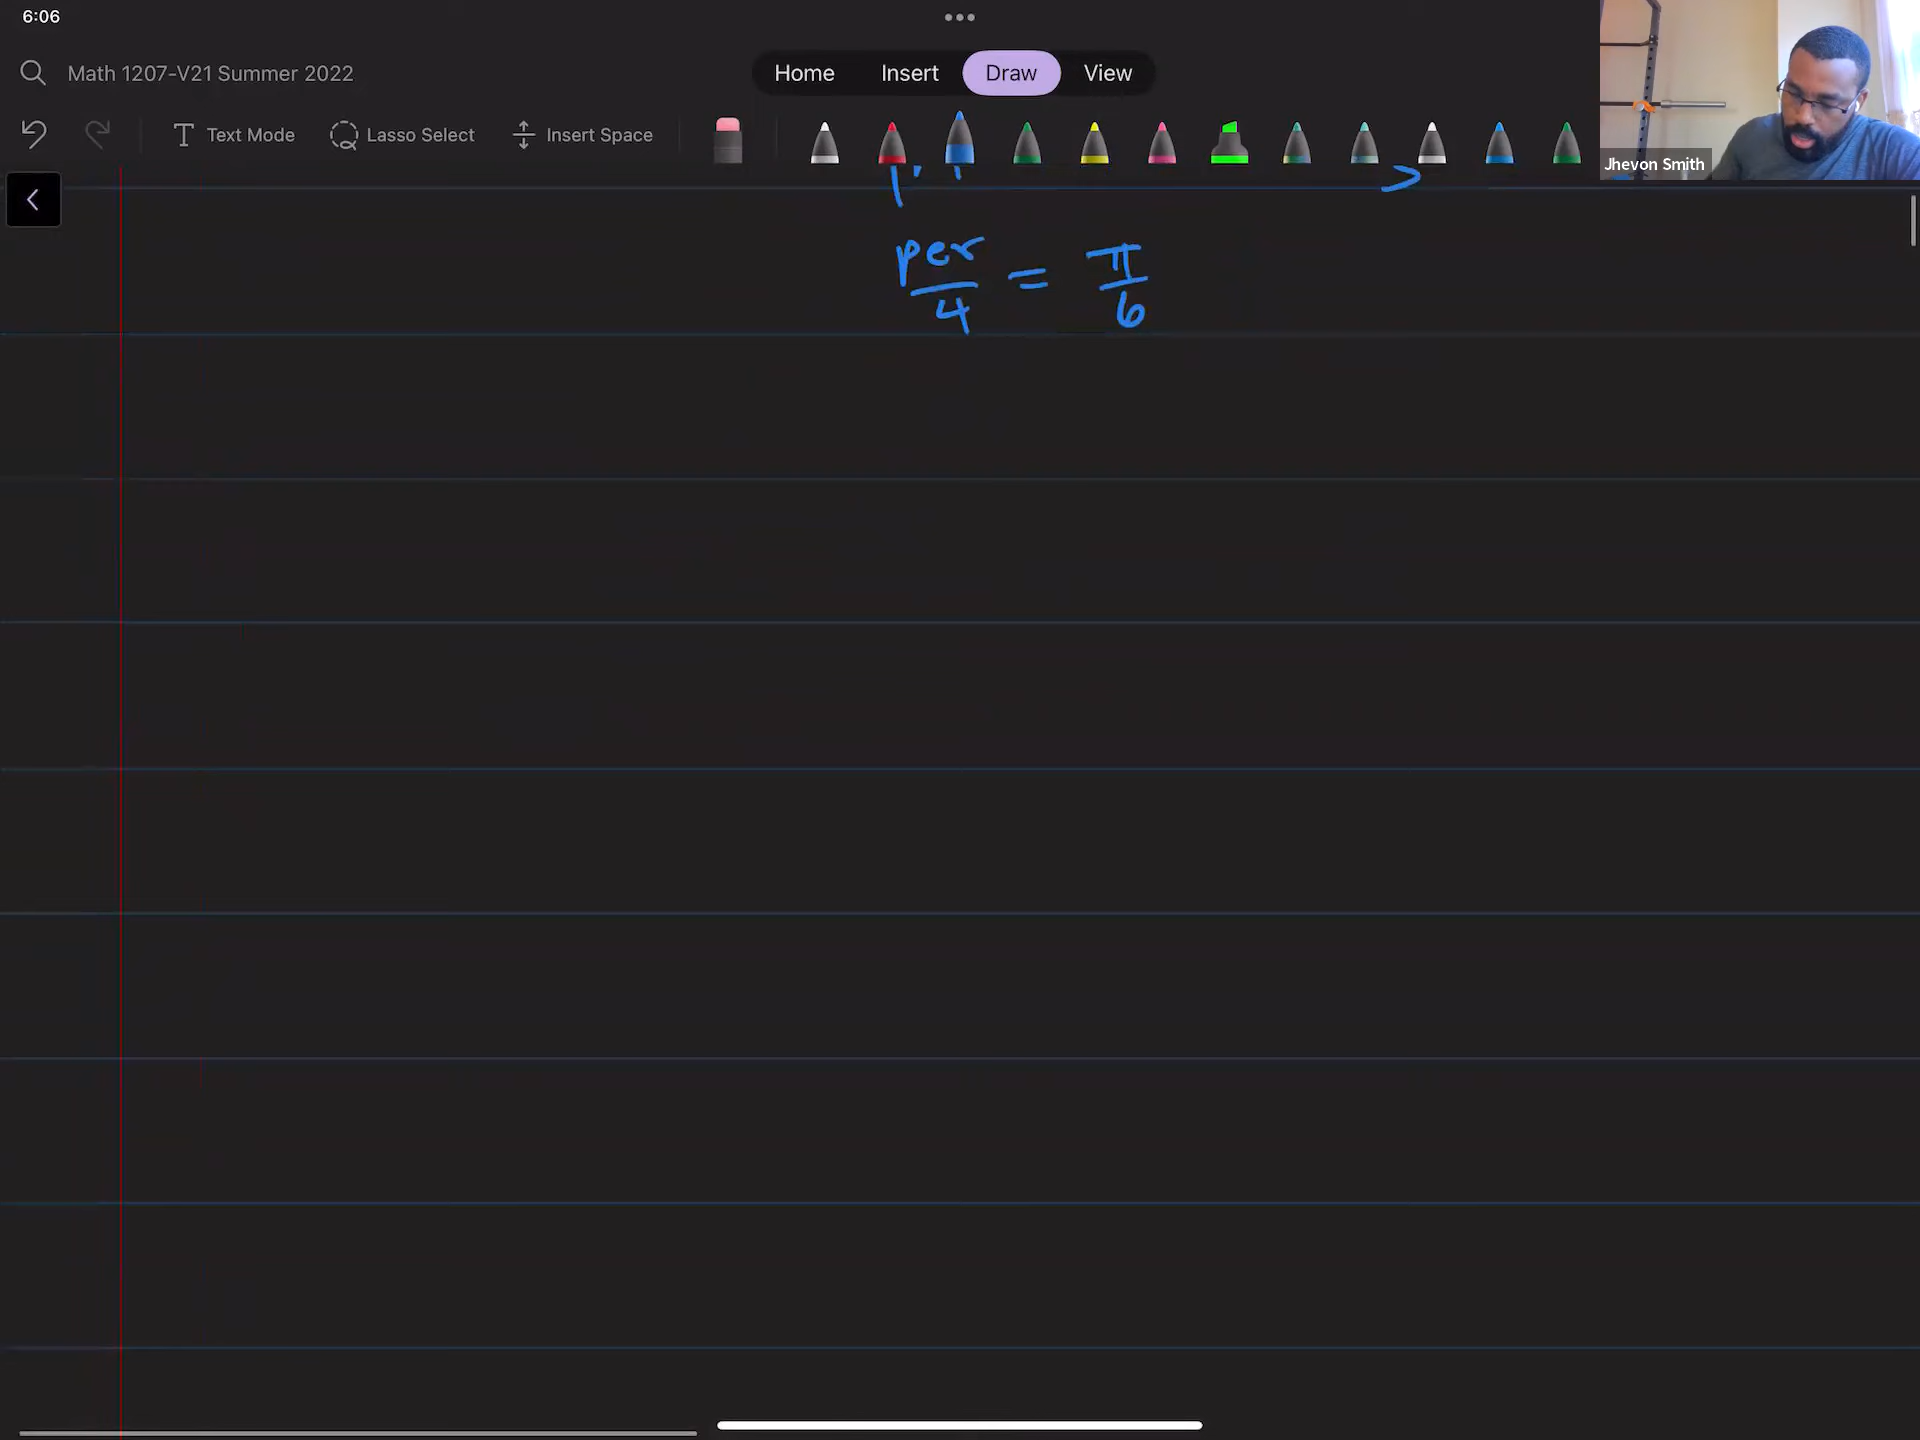 6:06
Math 1207-V21 Summer 2022
Home Insert Draw View
Text Mode Lasso Select Insert Space
Jhevon Smith
per/4 = π/6